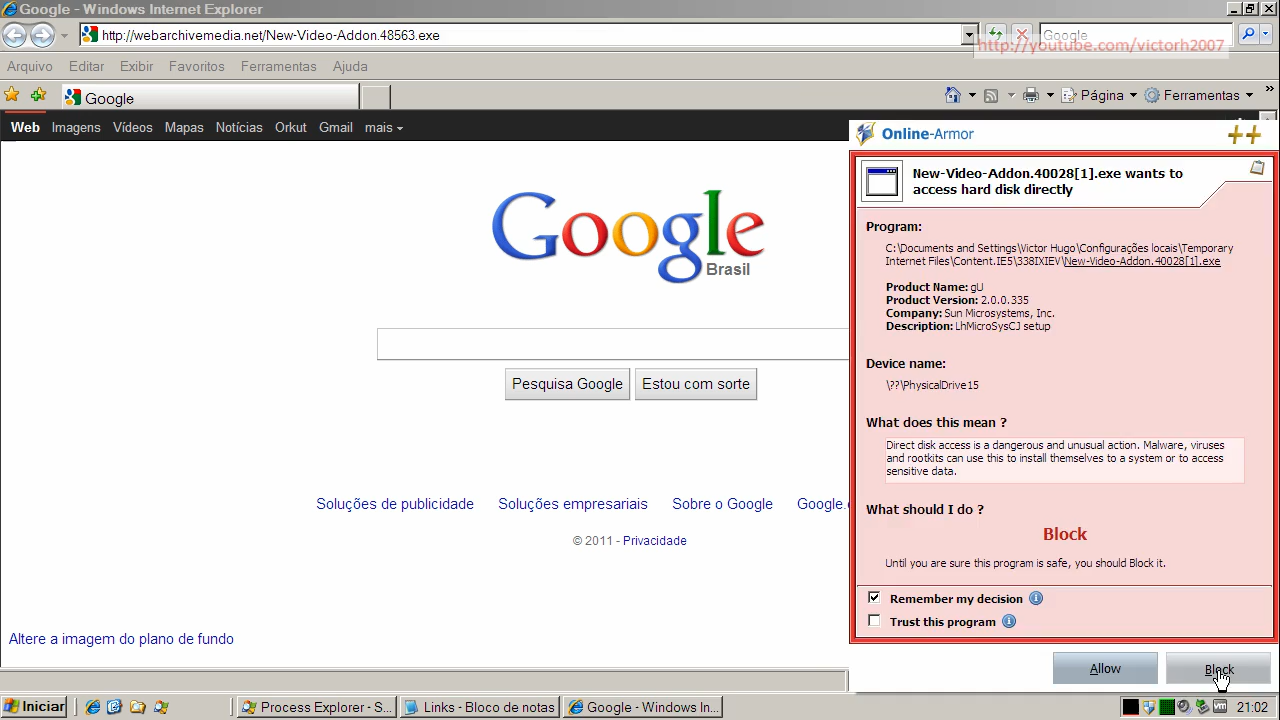 Google - Windows Internet Explorer
http://webarchivemedia.net/New-Video-Addon.48563.exe
Google
http://youtube.com/victorh2007
Arquivo Editar Exibir Favoritos Ferramentas Ajuda
Google
Página Ferramentas
Web Imagens Vídeos Mapas Notícias Orkut Gmail mais
Online-Armor
New-Video-Addon.40028[1].exe wants to
access hard disk directly
Google
Brasil
Program:
C:\Documents and Settings\Victor Hugo\Configurações locais\Temporary
Internet Files\Content.IE5\338IXIEV\New-Video-Addon.40028[1].exe
Product Name: gU
Product Version: 2.0.0.335
Company: Sun Microsystems, Inc.
Description: LhMicroSysCJ setup
Device name:
\??\PhysicalDrive15
Pesquisa Google Estou com sorte
What does this mean ?
Direct disk access is a dangerous and unusual action. Malware, viruses
and rootkits can use this to install themselves to a system or to access
sensitive data.
What should I do ?
Block
Until you are sure this program is safe, you should Block it.
Remember my decision
Trust this program
Allow Block
Soluções de publicidade Soluções empresariais Sobre o Google Google.
© 2011 - Privacidade
Altere a imagem do plano de fundo
Iniciar Process Explorer - S... Links - Bloco de notas Google - Windows In... 21:02